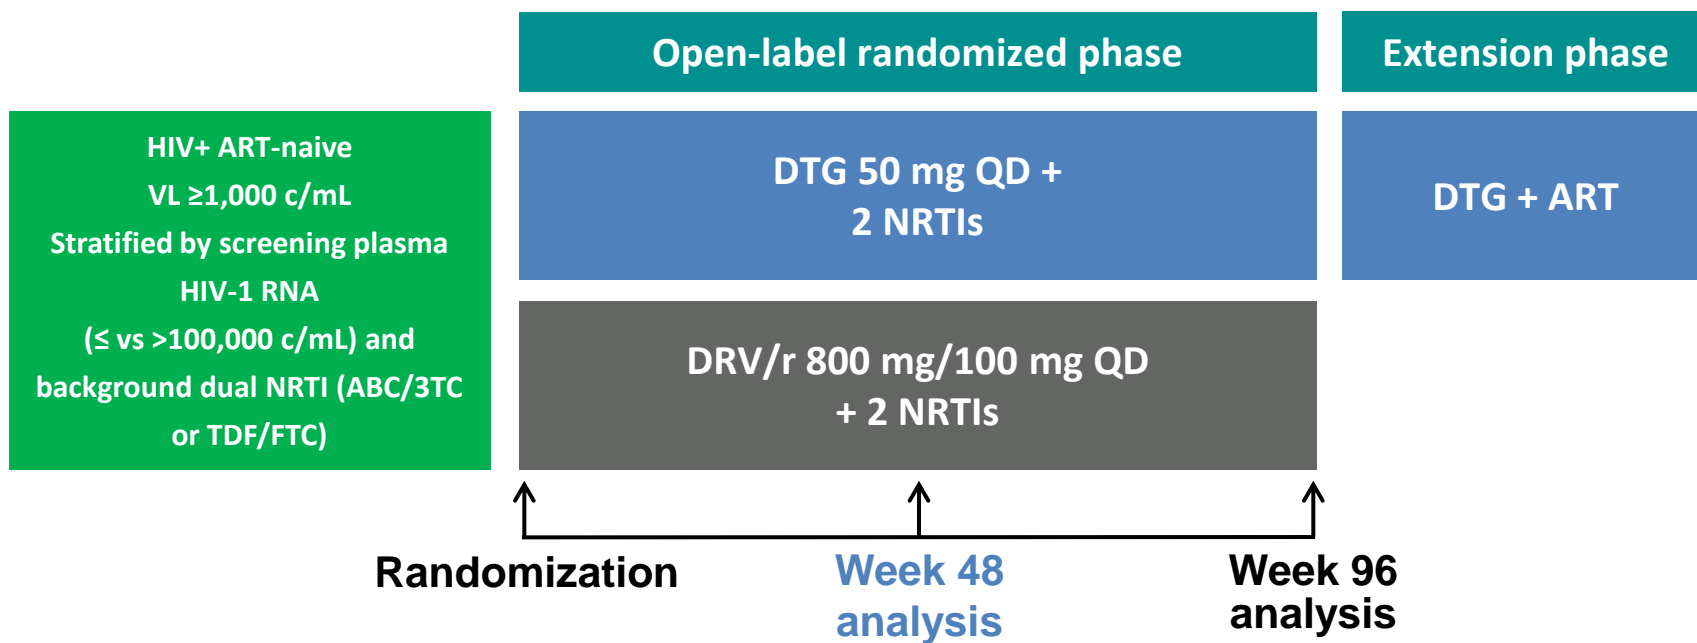 Open-label randomized phase
Extension phase
HIV+ ART-naive
VL ≥1,000 c/mL
Stratified by screening plasma
HIV-1 RNA
(≤ vs >100,000 c/mL) and
background dual NRTI (ABC/3TC
or TDF/FTC)
DTG 50 mg QD +
2 NRTIs
DTG + ART
DRV/r 800 mg/100 mg QD
+ 2 NRTIs
Randomization
Week 48
analysis
Week 96
analysis